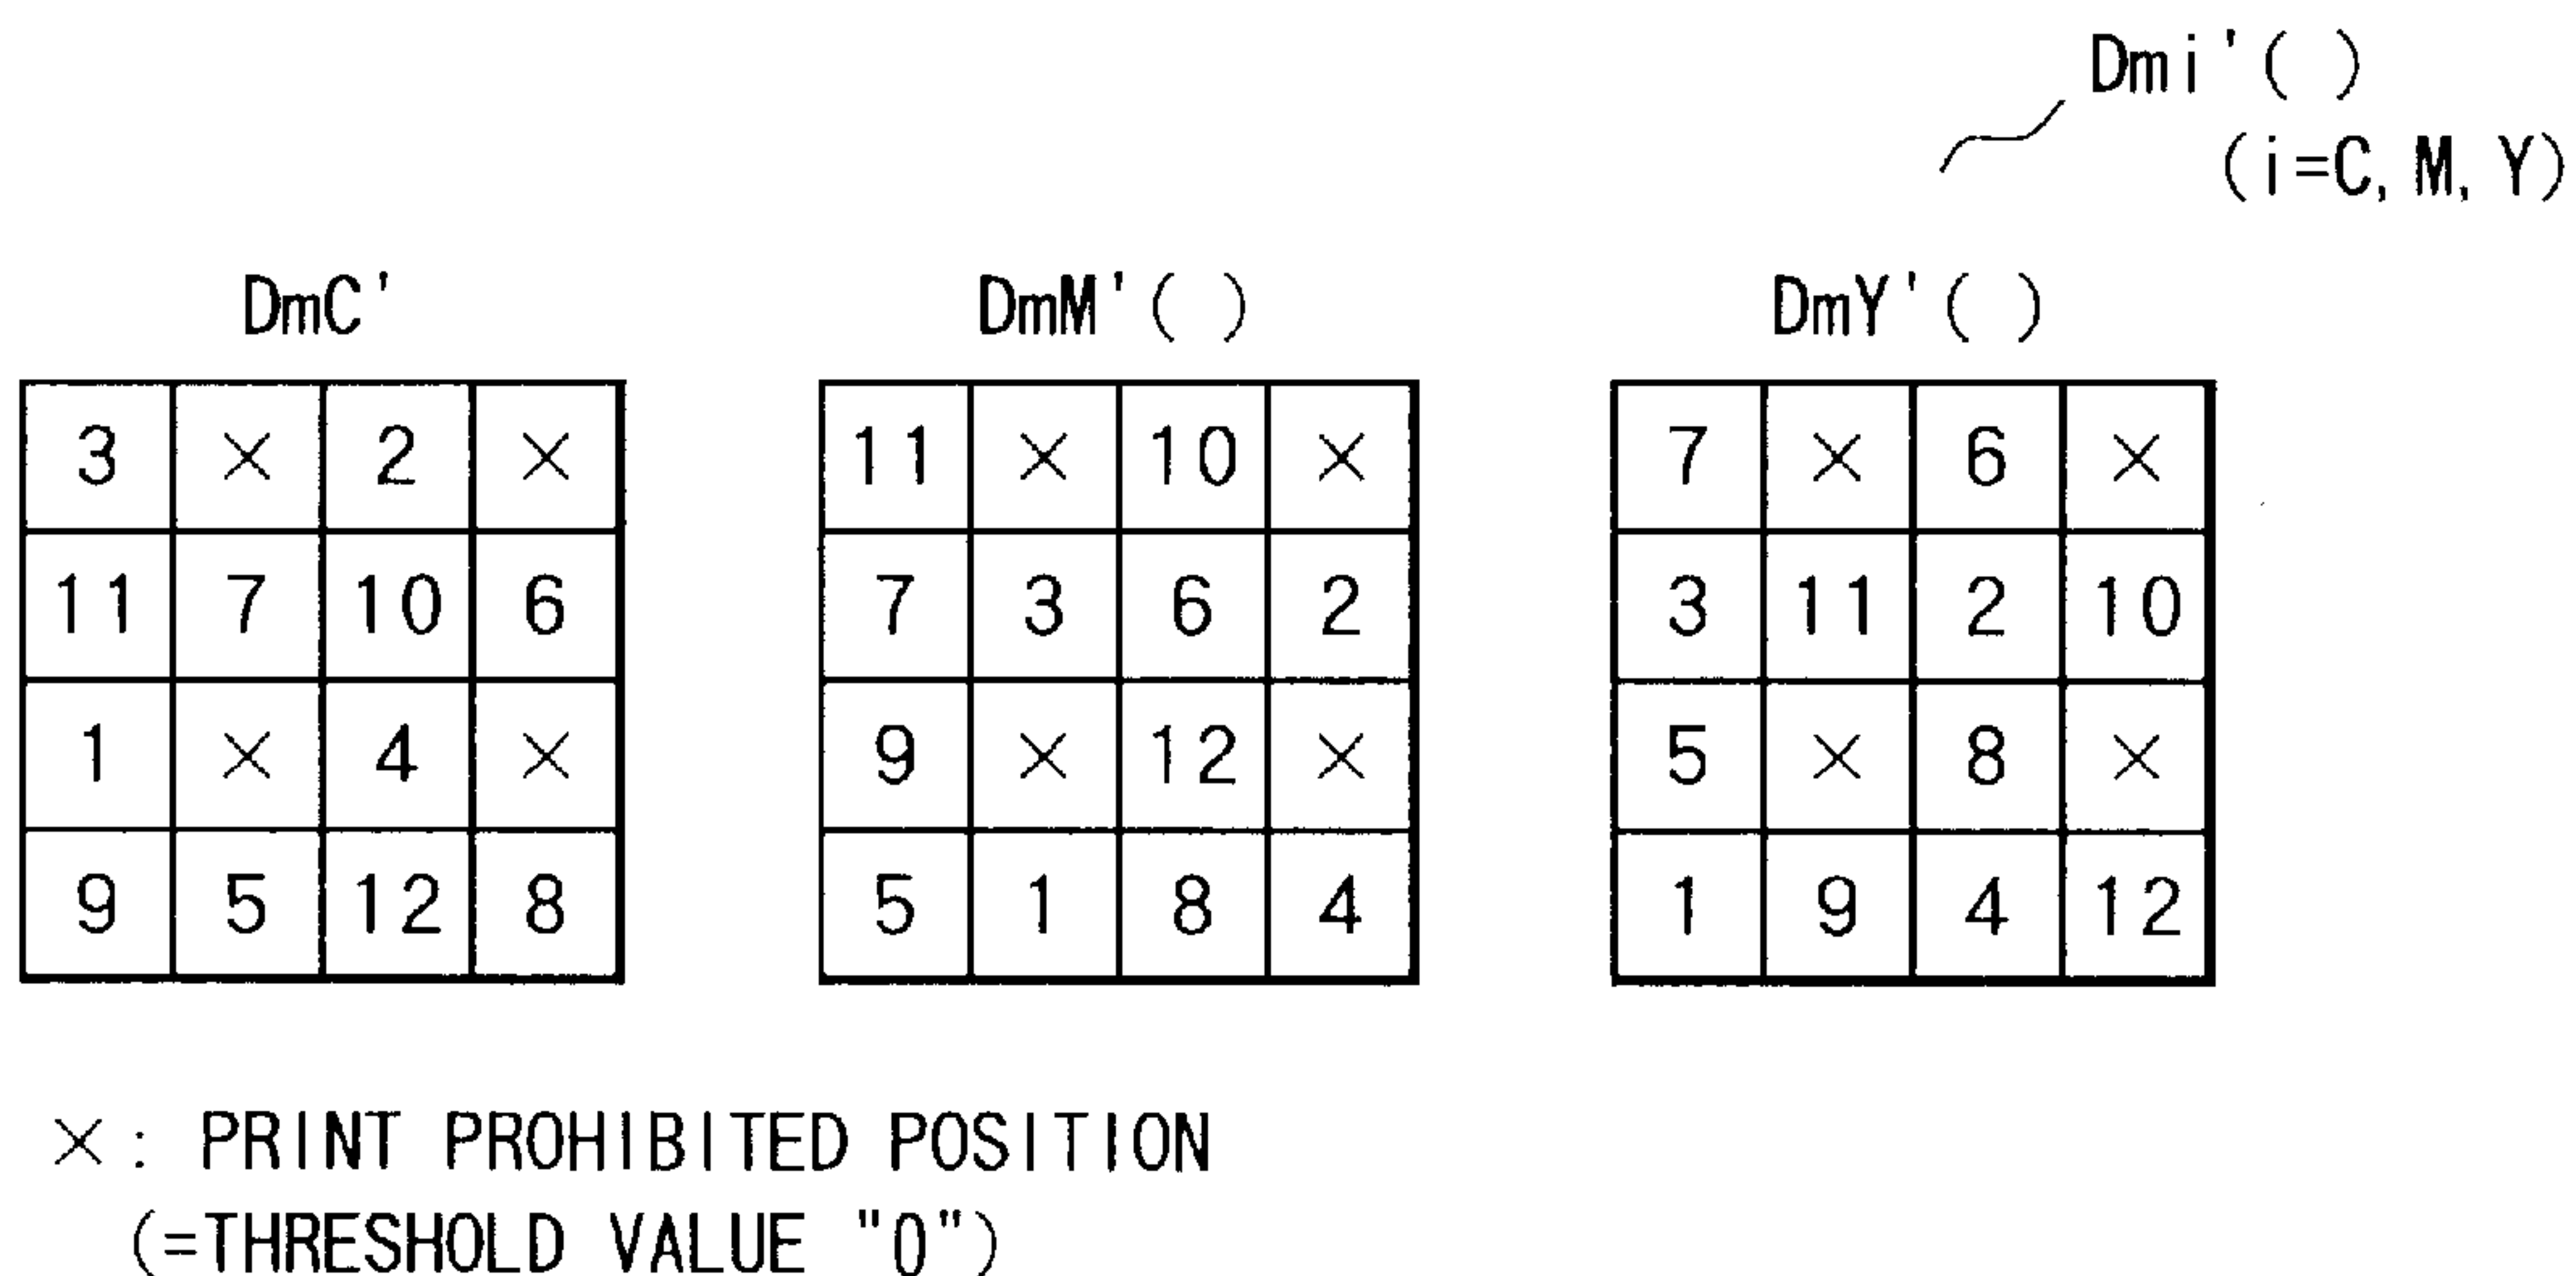 Dmi'( )
(i=C, M, Y)
DmC' DmM'( ) DmY'( )
3 × 2 × 11 × 10 × 7 × 6 ×
11 7 10 6 7 3 6 2 3 11 2 10
1 × 4 × 9 × 12 × 5 × 8 ×
9 5 12 8 5 1 8 4 1 9 4 12
×: PRINT PROHIBITED POSITION
(=THRESHOLD VALUE "0")